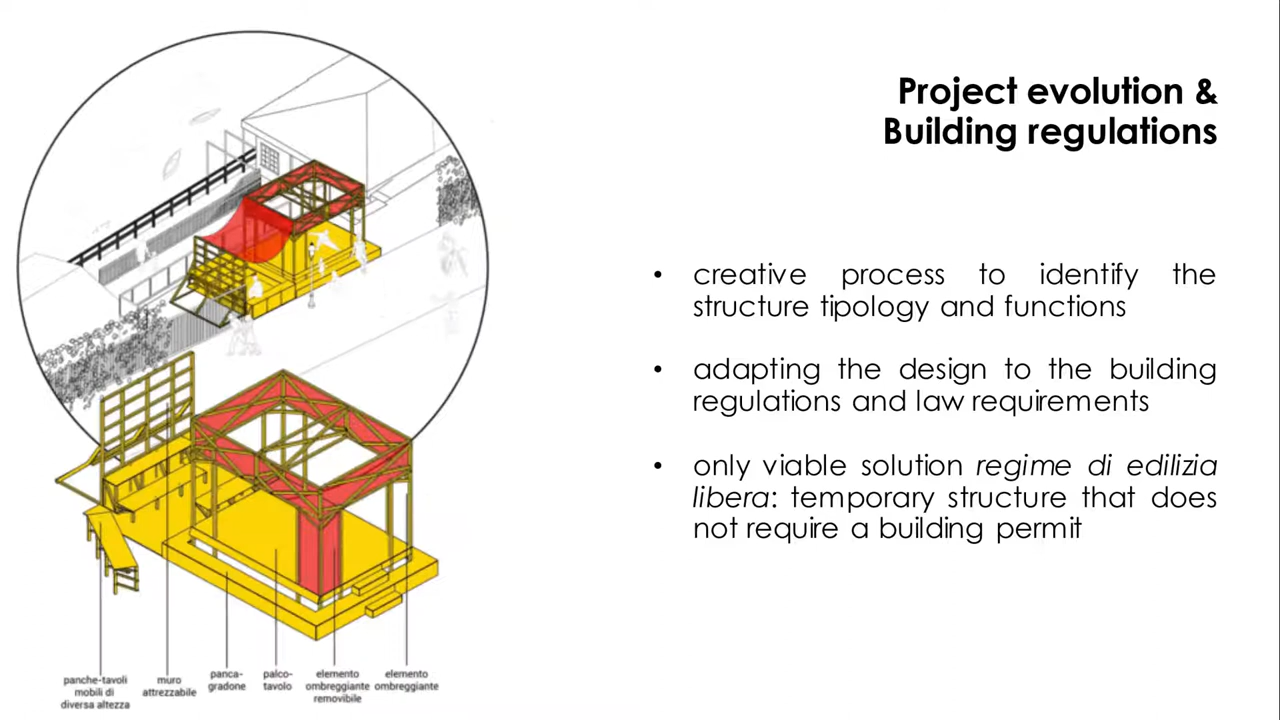 Project evolution &
Building regulations
• creative process to identify the
structure tipology and functions
• adapting the design to the building
regulations and law requirements
• only viable solution regime di edilizia
libera: temporary structure that does
not require a building permit
panche-tavoli
mobili di
diversa altezza
muro
attrezzabile
panca-
gradone
palco-
tavolo
elemento
ombreggiante
removibile
elemento
ombreggiante